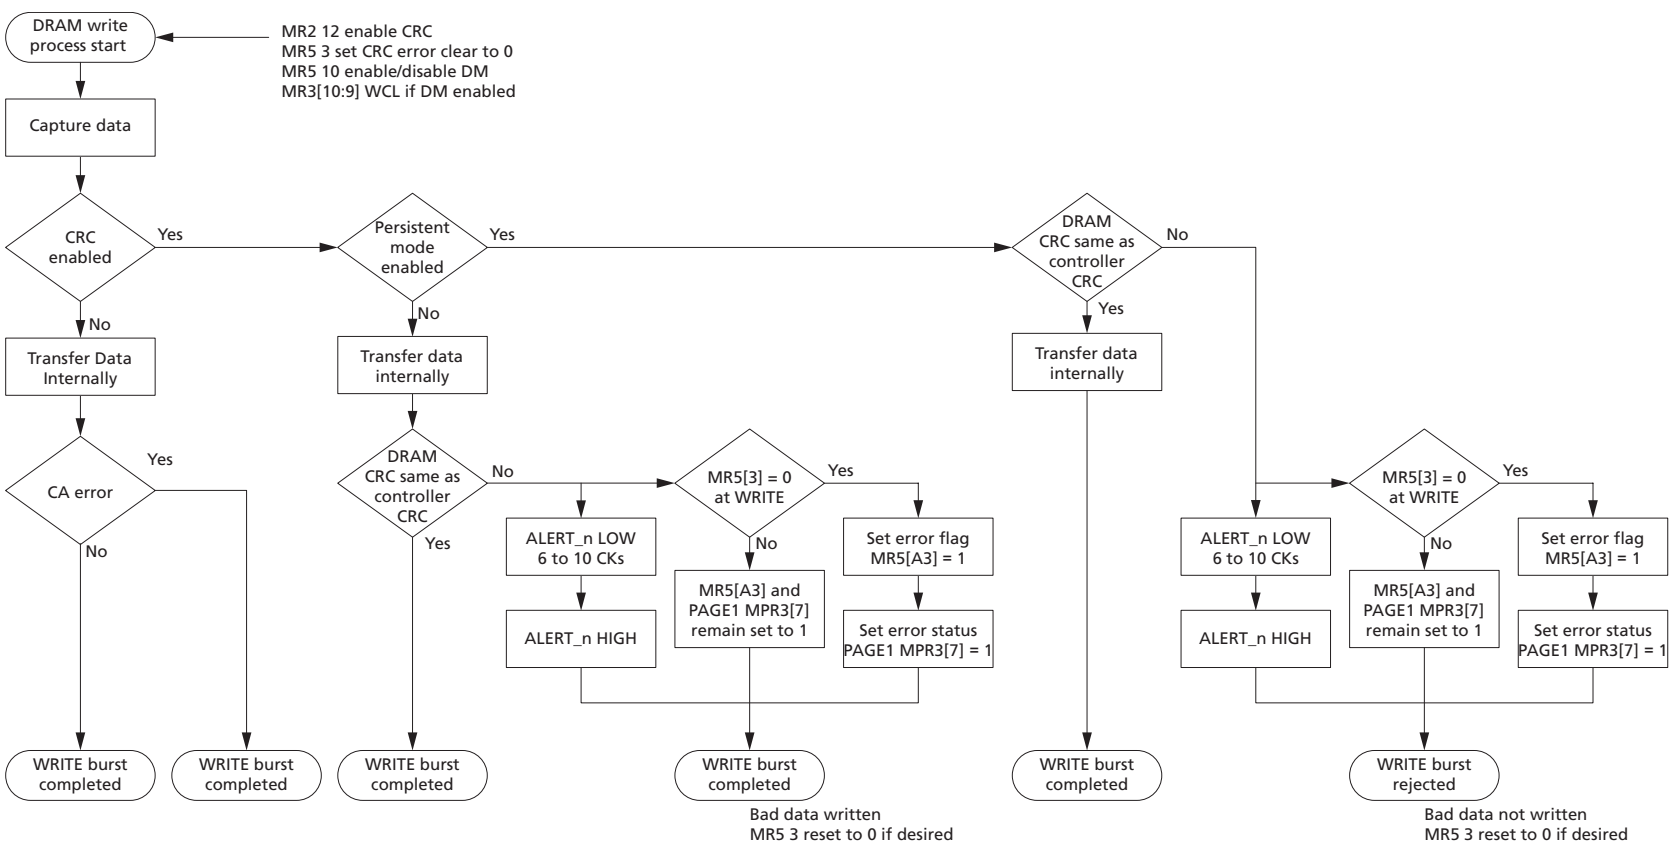 DRAM write
process start
MR2 12 enable CRC
MR5 3 set CRC error clear to 0
MR5 10 enable/disable DM
MR3[10:9] WCL if DM enabled
Capture data
CRC
enabled
Yes
No
Persistent
mode
enabled
Yes
No
DRAM
CRC same as
controller
CRC
No
Yes
Transfer Data
Internally
Transfer data
internally
Transfer data
internally
CA error
Yes
No
DRAM
CRC same as
controller
CRC
No
Yes
MR5[3] = 0
at WRITE
Yes
No
ALERT_n LOW
6 to 10 CKs
Set error flag
MR5[A3] = 1
ALERT_n HIGH
MR5[A3] and
PAGE1 MPR3[7]
remain set to 1
Set error status
PAGE1 MPR3[7] = 1
MR5[3] = 0
at WRITE
Yes
No
ALERT_n LOW
6 to 10 CKs
Set error flag
MR5[A3] = 1
ALERT_n HIGH
MR5[A3] and
PAGE1 MPR3[7]
remain set to 1
Set error status
PAGE1 MPR3[7] = 1
WRITE burst
completed
WRITE burst
completed
WRITE burst
completed
WRITE burst
completed
Bad data written
MR5 3 reset to 0 if desired
WRITE burst
completed
WRITE burst
rejected
Bad data not written
MR5 3 reset to 0 if desired